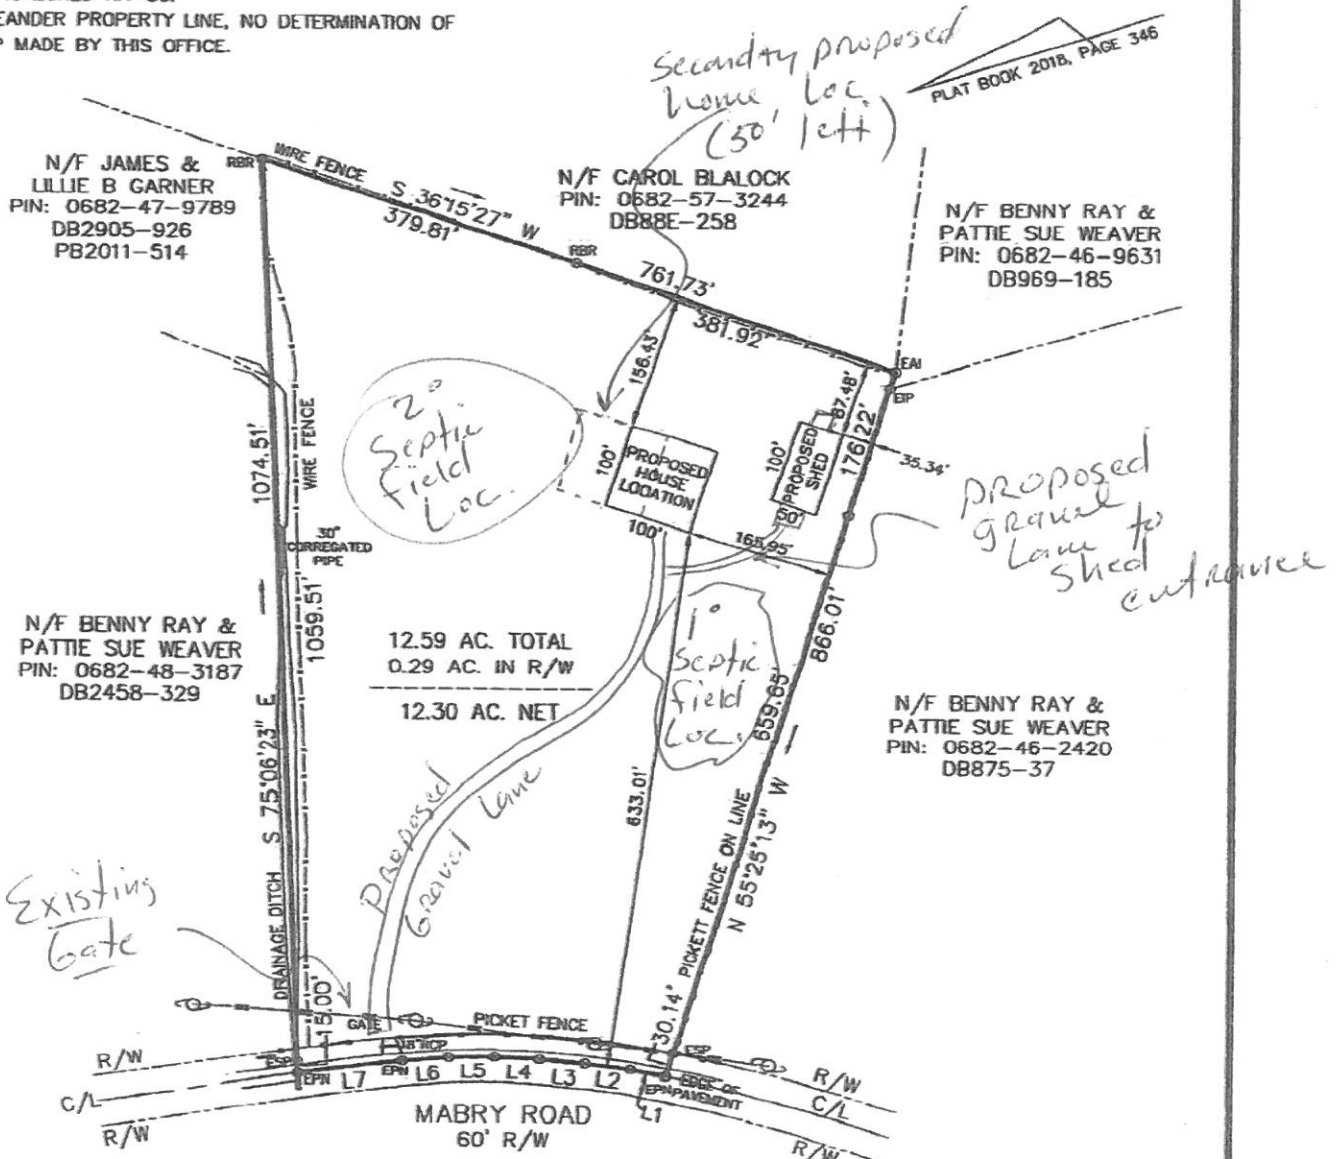 EANDER PROPERTY LINE, NO DETERMINATION OF
P MADE BY THIS OFFICE.
PLAT BOOK 2018, PAGE 346
Secondty proposed
home Loc
(50' left)
N/F JAMES &
LILLIE B GARNER
PIN: 0682-47-9789
DB2905-926
PB2011-514
RBR
WIRE FENCE
S 36°15'27" W
379.81'
RBR
N/F CAROL BLALOCK
PIN: 0682-57-3244
DB88E-258
761.73'
381.92'
N/F BENNY RAY &
PATTIE SUE WEAVER
PIN: 0682-46-9631
DB969-185
EAI
EIP
156.43'
87.48'
176.22'
35.34'
2°
Septic
field
Loc.
100'
PROPOSED
HOUSE
LOCATION
100'
100'
PROPOSED
SHED
50'
165.95'
proposed
gravel
Lane to
Shed
entrance
1074.51'
WIRE FENCE
30"
CORREGATED
PIPE
1059.51'
N/F BENNY RAY &
PATTIE SUE WEAVER
PIN: 0682-48-3187
DB2458-329
S 75°06'23" E
DRAINAGE DITCH
12.59 AC. TOTAL
0.29 AC. IN R/W
12.30 AC. NET
1°
Septic
field
Loc.
866.01'
659.65'
N/F BENNY RAY &
PATTIE SUE WEAVER
PIN: 0682-46-2420
DB875-37
633.01'
PICKETT FENCE ON LINE
N 55°25'13" W
Proposed
Gravel Lane
Existing
Gate
15.00'
GATE
PICKET FENCE
30.14'
18" RCP
R/W
ESP
ESP
R/W
C/L
EPN
L7
EPN
L6
L5
L4
L3
L2
EPN
EDGE OF
PAVEMENT
C/L
L1
R/W
MABRY ROAD
60' R/W
R/W